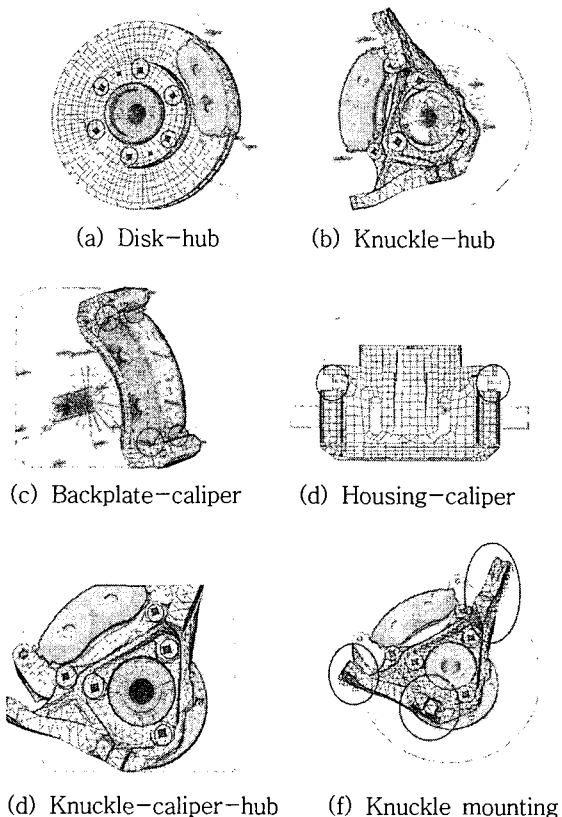 (a) Disk-hub
(b) Knuckle-hub
(c) Backplate-caliper
(d) Housing-caliper
(d) Knuckle-caliper-hub
(f) Knuckle mounting